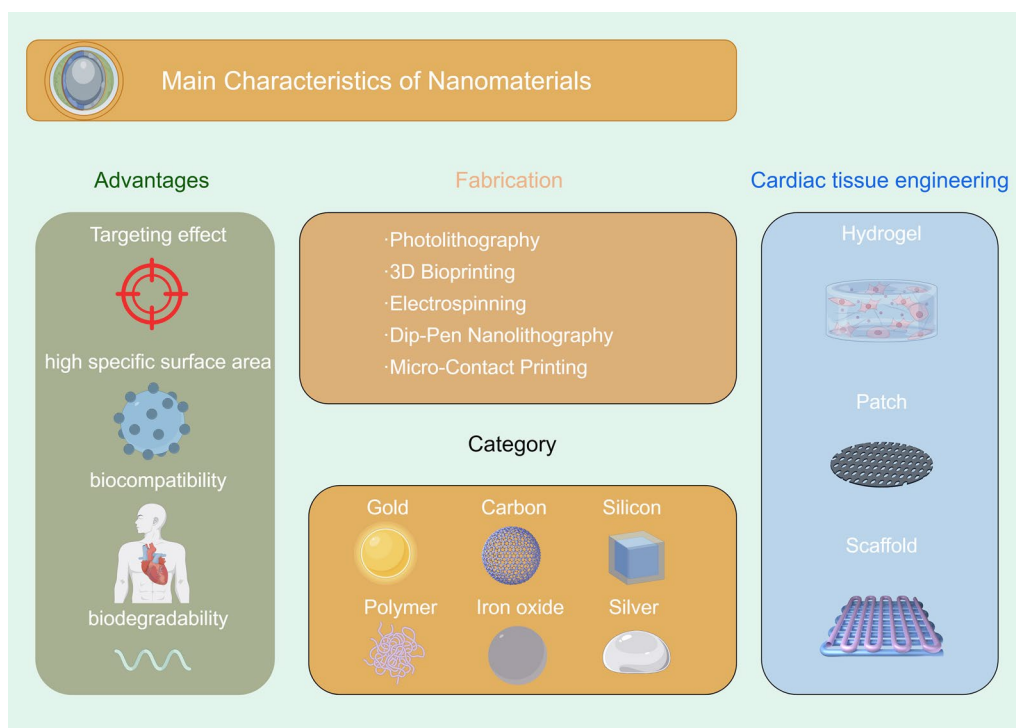 Main Characteristics of Nanomaterials
Advantages
Targeting effect
high specific surface area
biocompatibility
biodegradability
Fabrication
·Photolithography
·3D Bioprinting
·Electrospinning
·Dip-Pen Nanolithography
·Micro-Contact Printing
Category
Gold
Carbon
Silicon
Polymer
Iron oxide
Silver
Cardiac tissue engineering
Hydrogel
Patch
Scaffold